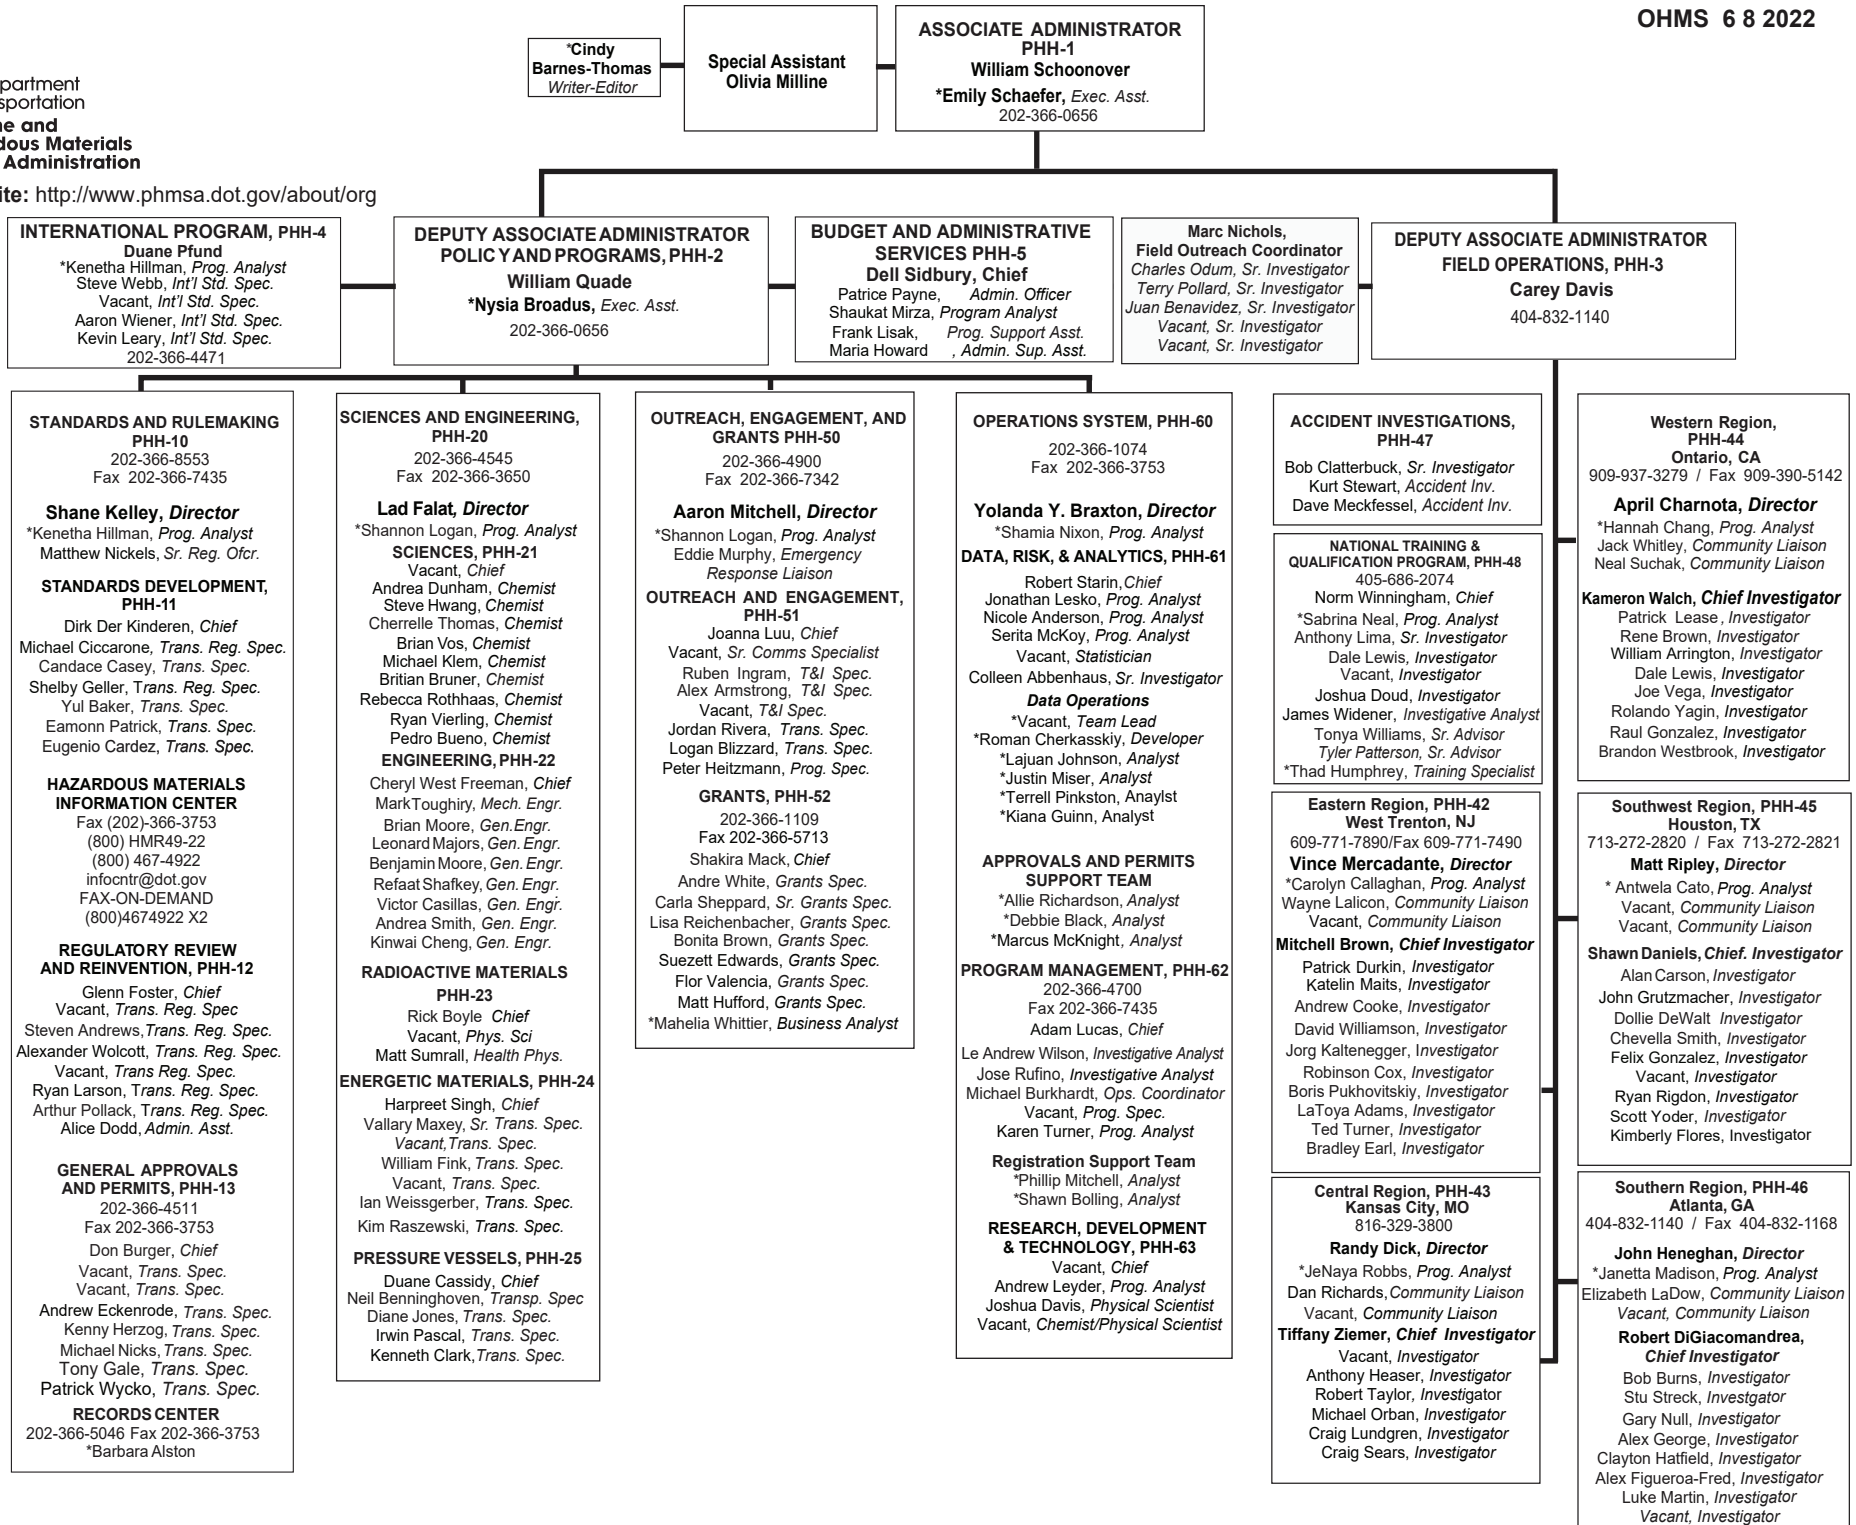 OHMS 6 8 2022
partment
sportation
ne and
dous Materials
Administration
ite: http://www.phmsa.dot.gov/about/org
*Cindy
Barnes-Thomas
Writer-Editor
Special Assistant
Olivia Milline
ASSOCIATE ADMINISTRATOR
PHH-1
William Schoonover
*Emily Schaefer, Exec. Asst.
202-366-0656
INTERNATIONAL PROGRAM, PHH-4
Duane Pfund
*Kenetha Hillman, Prog. Analyst
Steve Webb, Int'l Std. Spec.
Vacant, Int'l Std. Spec.
Aaron Wiener, Int'l Std. Spec.
Kevin Leary, Int'l Std. Spec.
202-366-4471
DEPUTY ASSOCIATE ADMINISTRATOR
POLICY AND PROGRAMS, PHH-2
William Quade
*Nysia Broadus, Exec. Asst.
202-366-0656
BUDGET AND ADMINISTRATIVE
SERVICES PHH-5
Dell Sidbury, Chief
Patrice Payne, Admin. Officer
Shaukat Mirza, Program Analyst
Frank Lisak, Prog. Support Asst.
Maria Howard , Admin. Sup. Asst.
Marc Nichols,
Field Outreach Coordinator
Charles Odum, Sr. Investigator
Terry Pollard, Sr. Investigator
Juan Benavidez, Sr. Investigator
Vacant, Sr. Investigator
Vacant, Sr. Investigator
DEPUTY ASSOCIATE ADMINISTRATOR
FIELD OPERATIONS, PHH-3
Carey Davis
404-832-1140
STANDARDS AND RULEMAKING
PHH-10
202-366-8553
Fax 202-366-7435
Shane Kelley, Director
*Kenetha Hillman, Prog. Analyst
Matthew Nickels, Sr. Reg. Ofcr.
STANDARDS DEVELOPMENT,
PHH-11
Dirk Der Kinderen, Chief
Michael Ciccarone, Trans. Reg. Spec.
Candace Casey, Trans. Spec.
Shelby Geller, Trans. Reg. Spec.
Yul Baker, Trans. Spec.
Eamonn Patrick, Trans. Spec.
Eugenio Cardez, Trans. Spec.
HAZARDOUS MATERIALS
INFORMATION CENTER
Fax (202)-366-3753
(800) HMR49-22
(800) 467-4922
infocntr@dot.gov
FAX-ON-DEMAND
(800)4674922 X2
REGULATORY REVIEW
AND REINVENTION, PHH-12
Glenn Foster, Chief
Vacant, Trans. Reg. Spec
Steven Andrews, Trans. Reg. Spec.
Alexander Wolcott, Trans. Reg. Spec.
Vacant, Trans Reg. Spec.
Ryan Larson, Trans. Reg. Spec.
Arthur Pollack, Trans. Reg. Spec.
Alice Dodd, Admin. Asst.
GENERAL APPROVALS
AND PERMITS, PHH-13
202-366-4511
Fax 202-366-3753
Don Burger, Chief
Vacant, Trans. Spec.
Vacant, Trans. Spec.
Andrew Eckenrode, Trans. Spec.
Kenny Herzog, Trans. Spec.
Michael Nicks, Trans. Spec.
Tony Gale, Trans. Spec.
Patrick Wycko, Trans. Spec.
RECORDS CENTER
202-366-5046 Fax 202-366-3753
*Barbara Alston
SCIENCES AND ENGINEERING,
PHH-20
202-366-4545
Fax 202-366-3650
Lad Falat, Director
*Shannon Logan, Prog. Analyst
SCIENCES, PHH-21
Vacant, Chief
Andrea Dunham, Chemist
Steve Hwang, Chemist
Cherrelle Thomas, Chemist
Brian Vos, Chemist
Michael Klem, Chemist
Britian Bruner, Chemist
Rebecca Rothhaas, Chemist
Ryan Vierling, Chemist
Pedro Bueno, Chemist
ENGINEERING, PHH-22
Cheryl West Freeman, Chief
Mark Toughiry, Mech. Engr.
Brian Moore, Gen.Engr.
Leonard Majors, Gen. Engr.
Benjamin Moore, Gen. Engr.
Refaat Shafkey, Gen. Engr.
Victor Casillas, Gen. Engr.
Andrea Smith, Gen. Engr.
Kinwai Cheng, Gen. Engr.
RADIOACTIVE MATERIALS
PHH-23
Rick Boyle Chief
Vacant, Phys. Sci
Matt Sumrall, Health Phys.
ENERGETIC MATERIALS, PHH-24
Harpreet Singh, Chief
Vallary Maxey, Sr. Trans. Spec.
Vacant, Trans. Spec.
William Fink, Trans. Spec.
Vacant, Trans. Spec.
Ian Weissgerber, Trans. Spec.
Kim Raszewski, Trans. Spec.
PRESSURE VESSELS, PHH-25
Duane Cassidy, Chief
Neil Benninghoven, Transp. Spec
Diane Jones, Trans. Spec.
Irwin Pascal, Trans. Spec.
Kenneth Clark, Trans. Spec.
OUTREACH, ENGAGEMENT, AND
GRANTS PHH-50
202-366-4900
Fax 202-366-7342
Aaron Mitchell, Director
*Shannon Logan, Prog. Analyst
Eddie Murphy, Emergency
Response Liaison
OUTREACH AND ENGAGEMENT,
PHH-51
Joanna Luu, Chief
Vacant, Sr. Comms Specialist
Ruben Ingram, T&I Spec.
Alex Armstrong, T&I Spec.
Vacant, T&I Spec.
Jordan Rivera, Trans. Spec.
Logan Blizzard, Trans. Spec.
Peter Heitzmann, Prog. Spec.
GRANTS, PHH-52
202-366-1109
Fax 202-366-5713
Shakira Mack, Chief
Andre White, Grants Spec.
Carla Sheppard, Sr. Grants Spec.
Lisa Reichenbacher, Grants Spec.
Bonita Brown, Grants Spec.
Suezett Edwards, Grants Spec.
Flor Valencia, Grants Spec.
Matt Hufford, Grants Spec.
*Mahelia Whittier, Business Analyst
OPERATIONS SYSTEM, PHH-60
202-366-1074
Fax 202-366-3753
Yolanda Y. Braxton, Director
*Shamia Nixon, Prog. Analyst
DATA, RISK, & ANALYTICS, PHH-61
Robert Starin, Chief
Jonathan Lesko, Prog. Analyst
Nicole Anderson, Prog. Analyst
Serita McKoy, Prog. Analyst
Vacant, Statistician
Colleen Abbenhaus, Sr. Investigator
Data Operations
*Vacant, Team Lead
*Roman Cherkasskiy, Developer
*Lajuan Johnson, Analyst
*Justin Miser, Analyst
*Terrell Pinkston, Anaylst
*Kiana Guinn, Analyst
APPROVALS AND PERMITS
SUPPORT TEAM
*Allie Richardson, Analyst
*Debbie Black, Analyst
*Marcus McKnight, Analyst
PROGRAM MANAGEMENT, PHH-62
202-366-4700
Fax 202-366-7435
Adam Lucas, Chief
Le Andrew Wilson, Investigative Analyst
Jose Rufino, Investigative Analyst
Michael Burkhardt, Ops. Coordinator
Vacant, Prog. Spec.
Karen Turner, Prog. Analyst
Registration Support Team
*Phillip Mitchell, Analyst
*Shawn Bolling, Analyst
RESEARCH, DEVELOPMENT
& TECHNOLOGY, PHH-63
Vacant, Chief
Andrew Leyder, Prog. Analyst
Joshua Davis, Physical Scientist
Vacant, Chemist/Physical Scientist
ACCIDENT INVESTIGATIONS,
PHH-47
Bob Clatterbuck, Sr. Investigator
Kurt Stewart, Accident Inv.
Dave Meckfessel, Accident Inv.
NATIONAL TRAINING &
QUALIFICATION PROGRAM, PHH-48
405-686-2074
Norm Winningham, Chief
*Sabrina Neal, Prog. Analyst
Anthony Lima, Sr. Investigator
Dale Lewis, Investigator
Vacant, Investigator
Joshua Doud, Investigator
James Widener, Investigative Analyst
Tonya Williams, Sr. Advisor
Tyler Patterson, Sr. Advisor
*Thad Humphrey, Training Specialist
Eastern Region, PHH-42
West Trenton, NJ
609-771-7890/Fax 609-771-7490
Vince Mercadante, Director
*Carolyn Callaghan, Prog. Analyst
Wayne Lalicon, Community Liaison
Vacant, Community Liaison
Mitchell Brown, Chief Investigator
Patrick Durkin, Investigator
Katelin Maits, Investigator
Andrew Cooke, Investigator
David Williamson, Investigator
Jorg Kaltenegger, Investigator
Robinson Cox, Investigator
Boris Pukhovitskiy, Investigator
LaToya Adams, Investigator
Ted Turner, Investigator
Bradley Earl, Investigator
Central Region, PHH-43
Kansas City, MO
816-329-3800
Randy Dick, Director
*JeNaya Robbs, Prog. Analyst
Dan Richards, Community Liaison
Vacant, Community Liaison
Tiffany Ziemer, Chief Investigator
Vacant, Investigator
Anthony Heaser, Investigator
Robert Taylor, Investigator
Michael Orban, Investigator
Craig Lundgren, Investigator
Craig Sears, Investigator
Western Region,
PHH-44
Ontario, CA
909-937-3279 / Fax 909-390-5142
April Charnota, Director
*Hannah Chang, Prog. Analyst
Jack Whitley, Community Liaison
Neal Suchak, Community Liaison
Kameron Walch, Chief Investigator
Patrick Lease, Investigator
Rene Brown, Investigator
William Arrington, Investigator
Dale Lewis, Investigator
Joe Vega, Investigator
Rolando Yagin, Investigator
Raul Gonzalez, Investigator
Brandon Westbrook, Investigator
Southwest Region, PHH-45
Houston, TX
713-272-2820 / Fax 713-272-2821
Matt Ripley, Director
* Antwela Cato, Prog. Analyst
Vacant, Community Liaison
Vacant, Community Liaison
Shawn Daniels, Chief. Investigator
Alan Carson, Investigator
John Grutzmacher, Investigator
Dollie DeWalt Investigator
Chevella Smith, Investigator
Felix Gonzalez, Investigator
Vacant, Investigator
Ryan Rigdon, Investigator
Scott Yoder, Investigator
Kimberly Flores, Investigator
Southern Region, PHH-46
Atlanta, GA
404-832-1140 / Fax 404-832-1168
John Heneghan, Director
*Janetta Madison, Prog. Analyst
Elizabeth LaDow, Community Liaison
Vacant, Community Liaison
Robert DiGiacomandrea,
Chief Investigator
Bob Burns, Investigator
Stu Streck, Investigator
Gary Null, Investigator
Alex George, Investigator
Clayton Hatfield, Investigator
Alex Figueroa-Fred, Investigator
Luke Martin, Investigator
Vacant, Investigator